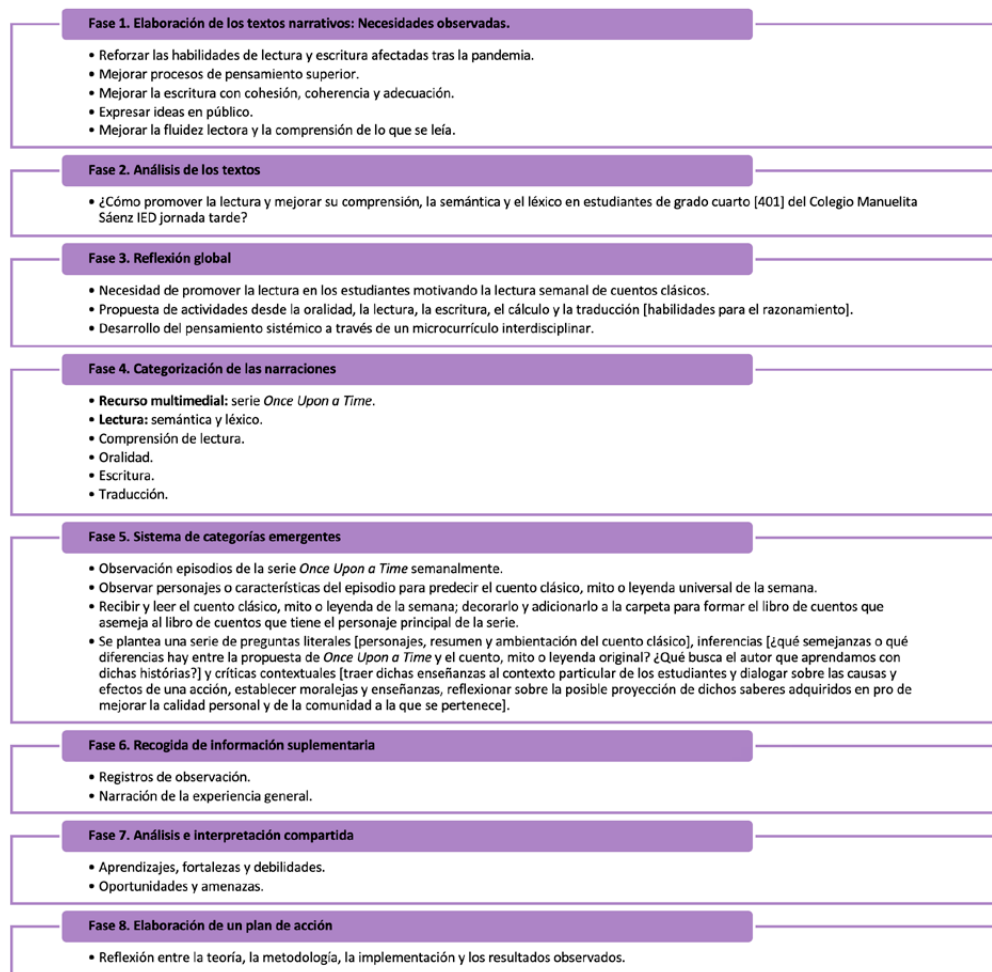 Fase 1. Elaboración de los textos narrativos: Necesidades observadas.
• Reforzar las habilidades de lectura y escritura afectadas tras la pandemia.
• Mejorar procesos de pensamiento superior.
• Mejorar la escritura con cohesión, coherencia y adecuación.
• Expresar ideas en público.
• Mejorar la fluidez lectora y la comprensión de lo que se leía.
Fase 2. Análisis de los textos
• ¿Cómo promover la lectura y mejorar su comprensión, la semántica y el léxico en estudiantes de grado cuarto [401] del Colegio Manuelita
Sáenz IED jornada tarde?
Fase 3. Reflexión global
• Necesidad de promover la lectura en los estudiantes motivando la lectura semanal de cuentos clásicos.
• Propuesta de actividades desde la oralidad, la lectura, la escritura, el cálculo y la traducción [habilidades para el razonamiento].
• Desarrollo del pensamiento sistémico a través de un microcurrículo interdisciplinar.
Fase 4. Categorización de las narraciones
• Recurso multimedial: serie Once Upon a Time.
• Lectura: semántica y léxico.
• Comprensión de lectura.
• Oralidad.
• Escritura.
• Traducción.
Fase 5. Sistema de categorías emergentes
• Observación episodios de la serie Once Upon a Time semanalmente.
• Observar personajes o características del episodio para predecir el cuento clásico, mito o leyenda universal de la semana.
• Recibir y leer el cuento clásico, mito o leyenda de la semana; decorarlo y adicionarlo a la carpeta para formar el libro de cuentos que
asemeja al libro de cuentos que tiene el personaje principal de la serie.
• Se plantea una serie de preguntas literales [personajes, resumen y ambientación del cuento clásico], inferencias [¿qué semejanzas o qué
diferencias hay entre la propuesta de Once Upon a Time y el cuento, mito o leyenda original? ¿Qué busca el autor que aprendamos con
dichas histórias?] y críticas contextuales [traer dichas enseñanzas al contexto particular de los estudiantes y dialogar sobre las causas y
efectos de una acción, establecer moralejas y enseñanzas, reflexionar sobre la posible proyección de dichos saberes adquiridos en pro de
mejorar la calidad personal y de la comunidad a la que se pertenece].
Fase 6. Recogida de información suplementaria
• Registros de observación.
• Narración de la experiencia general.
Fase 7. Análisis e interpretación compartida
• Aprendizajes, fortalezas y debilidades.
• Oportunidades y amenazas.
Fase 8. Elaboración de un plan de acción
• Reflexión entre la teoría, la metodología, la implementación y los resultados observados.